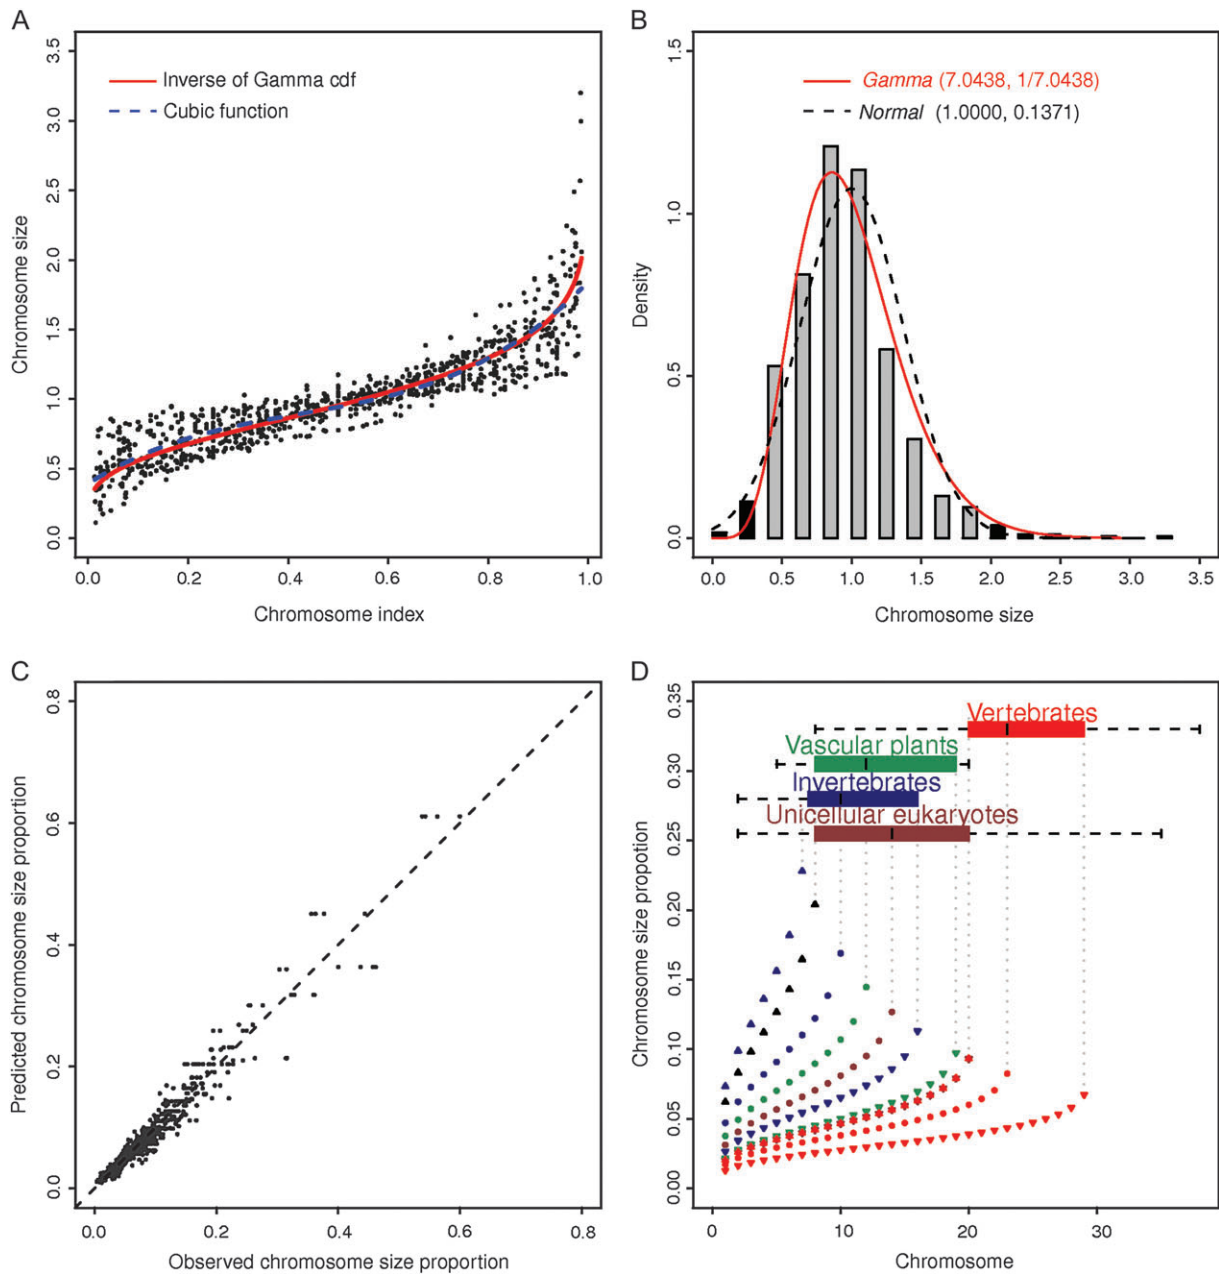 A
Chromosome size
3.5
3.0
2.5
2.0
1.5
1.0
0.5
0.0
Inverse of Gamma cdf
Cubic function
0.0 0.2 0.4 0.6 0.8 1.0
Chromosome index
B
Density
1.5
1.0
0.5
0.0
Gamma (7.0438, 1/7.0438)
Normal (1.0000, 0.1371)
0.0 0.5 1.0 1.5 2.0 2.5 3.0 3.5
Chromosome size
C
Predicted chromosome size proportion
0.8
0.6
0.4
0.2
0.0
0.0 0.2 0.4 0.6 0.8
Observed chromosome size proportion
D
Chromosome size propotion
0.35
0.30
0.25
0.20
0.15
0.10
0.05
0.00
Vertebrates
Vascular plants
Invertebrates
Unicellular eukaryotes
0 10 20 30
Chromosome